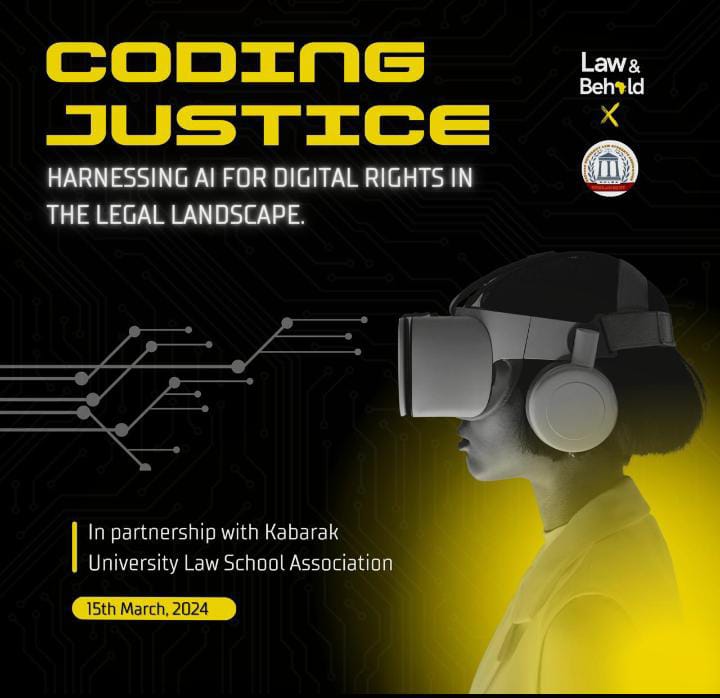 CODING
JUSTICE
HARNESSING AI FOR DIGITAL RIGHTS IN
THE LEGAL LANDSCAPE.
Law &
Behold
X
In partnership with Kabarak
University Law School Association
15th March, 2024